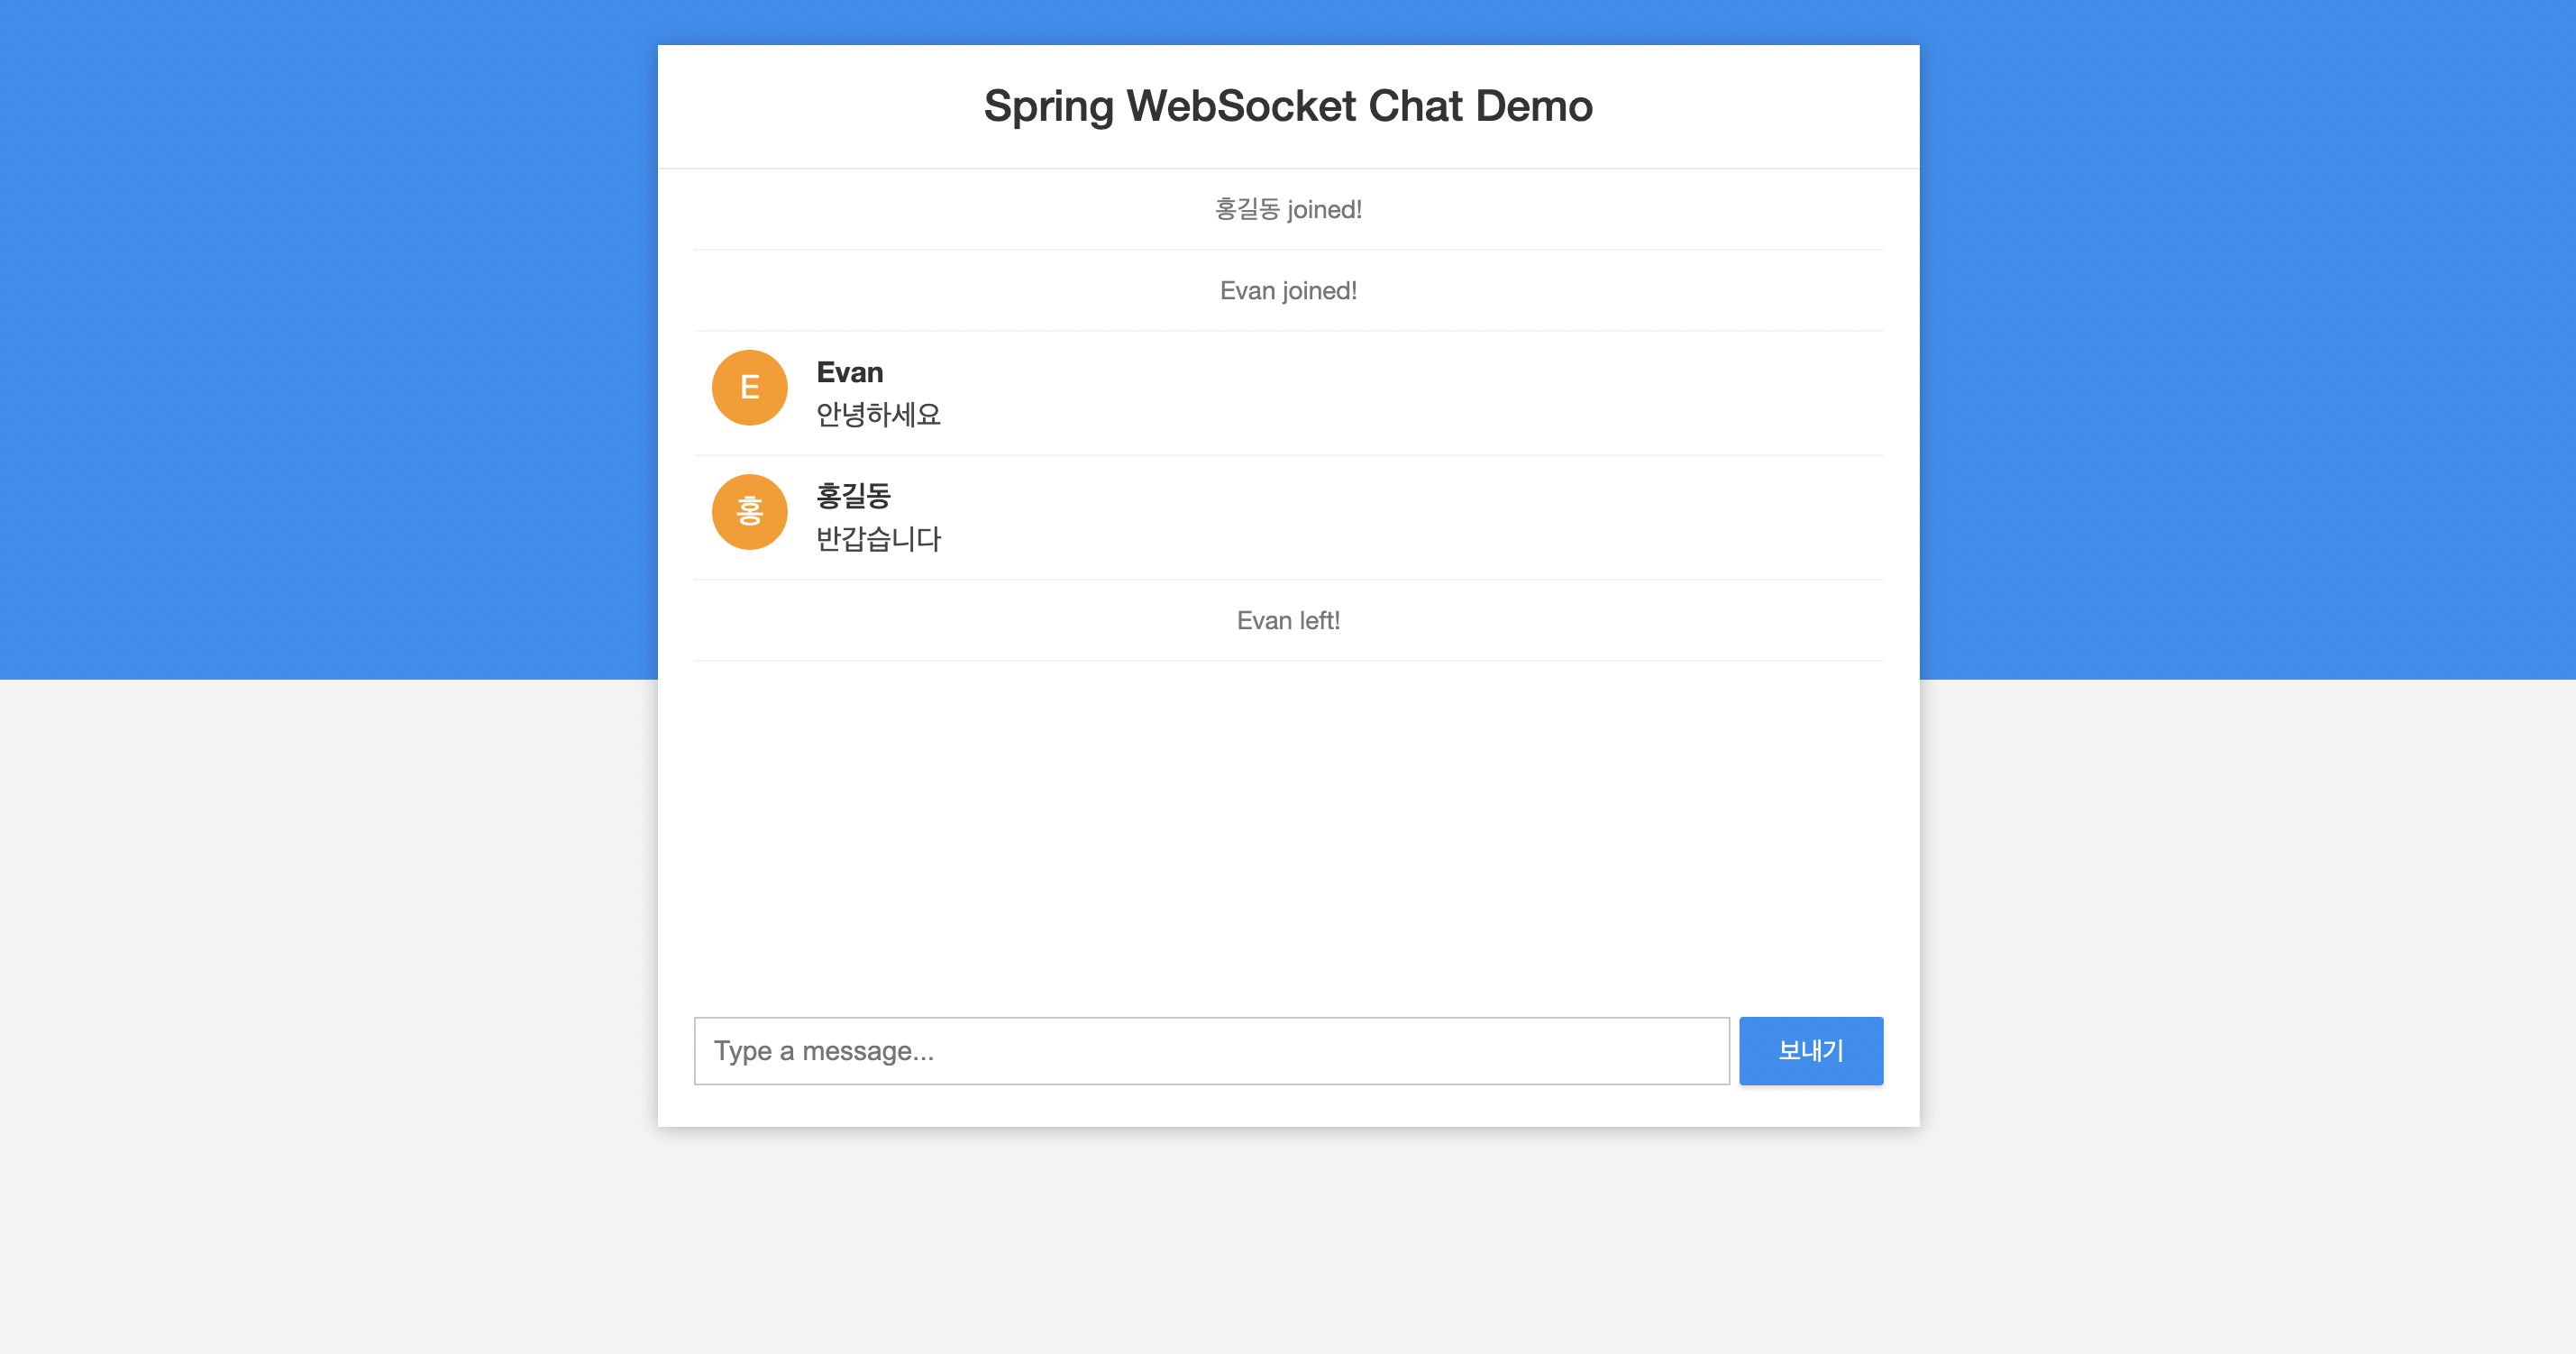 Spring WebSocket Chat Demo
홍길동 joined!
Evan joined!
E
Evan
안녕하세요
홍
홍길동
반갑습니다
Evan left!
Type a message...
보내기